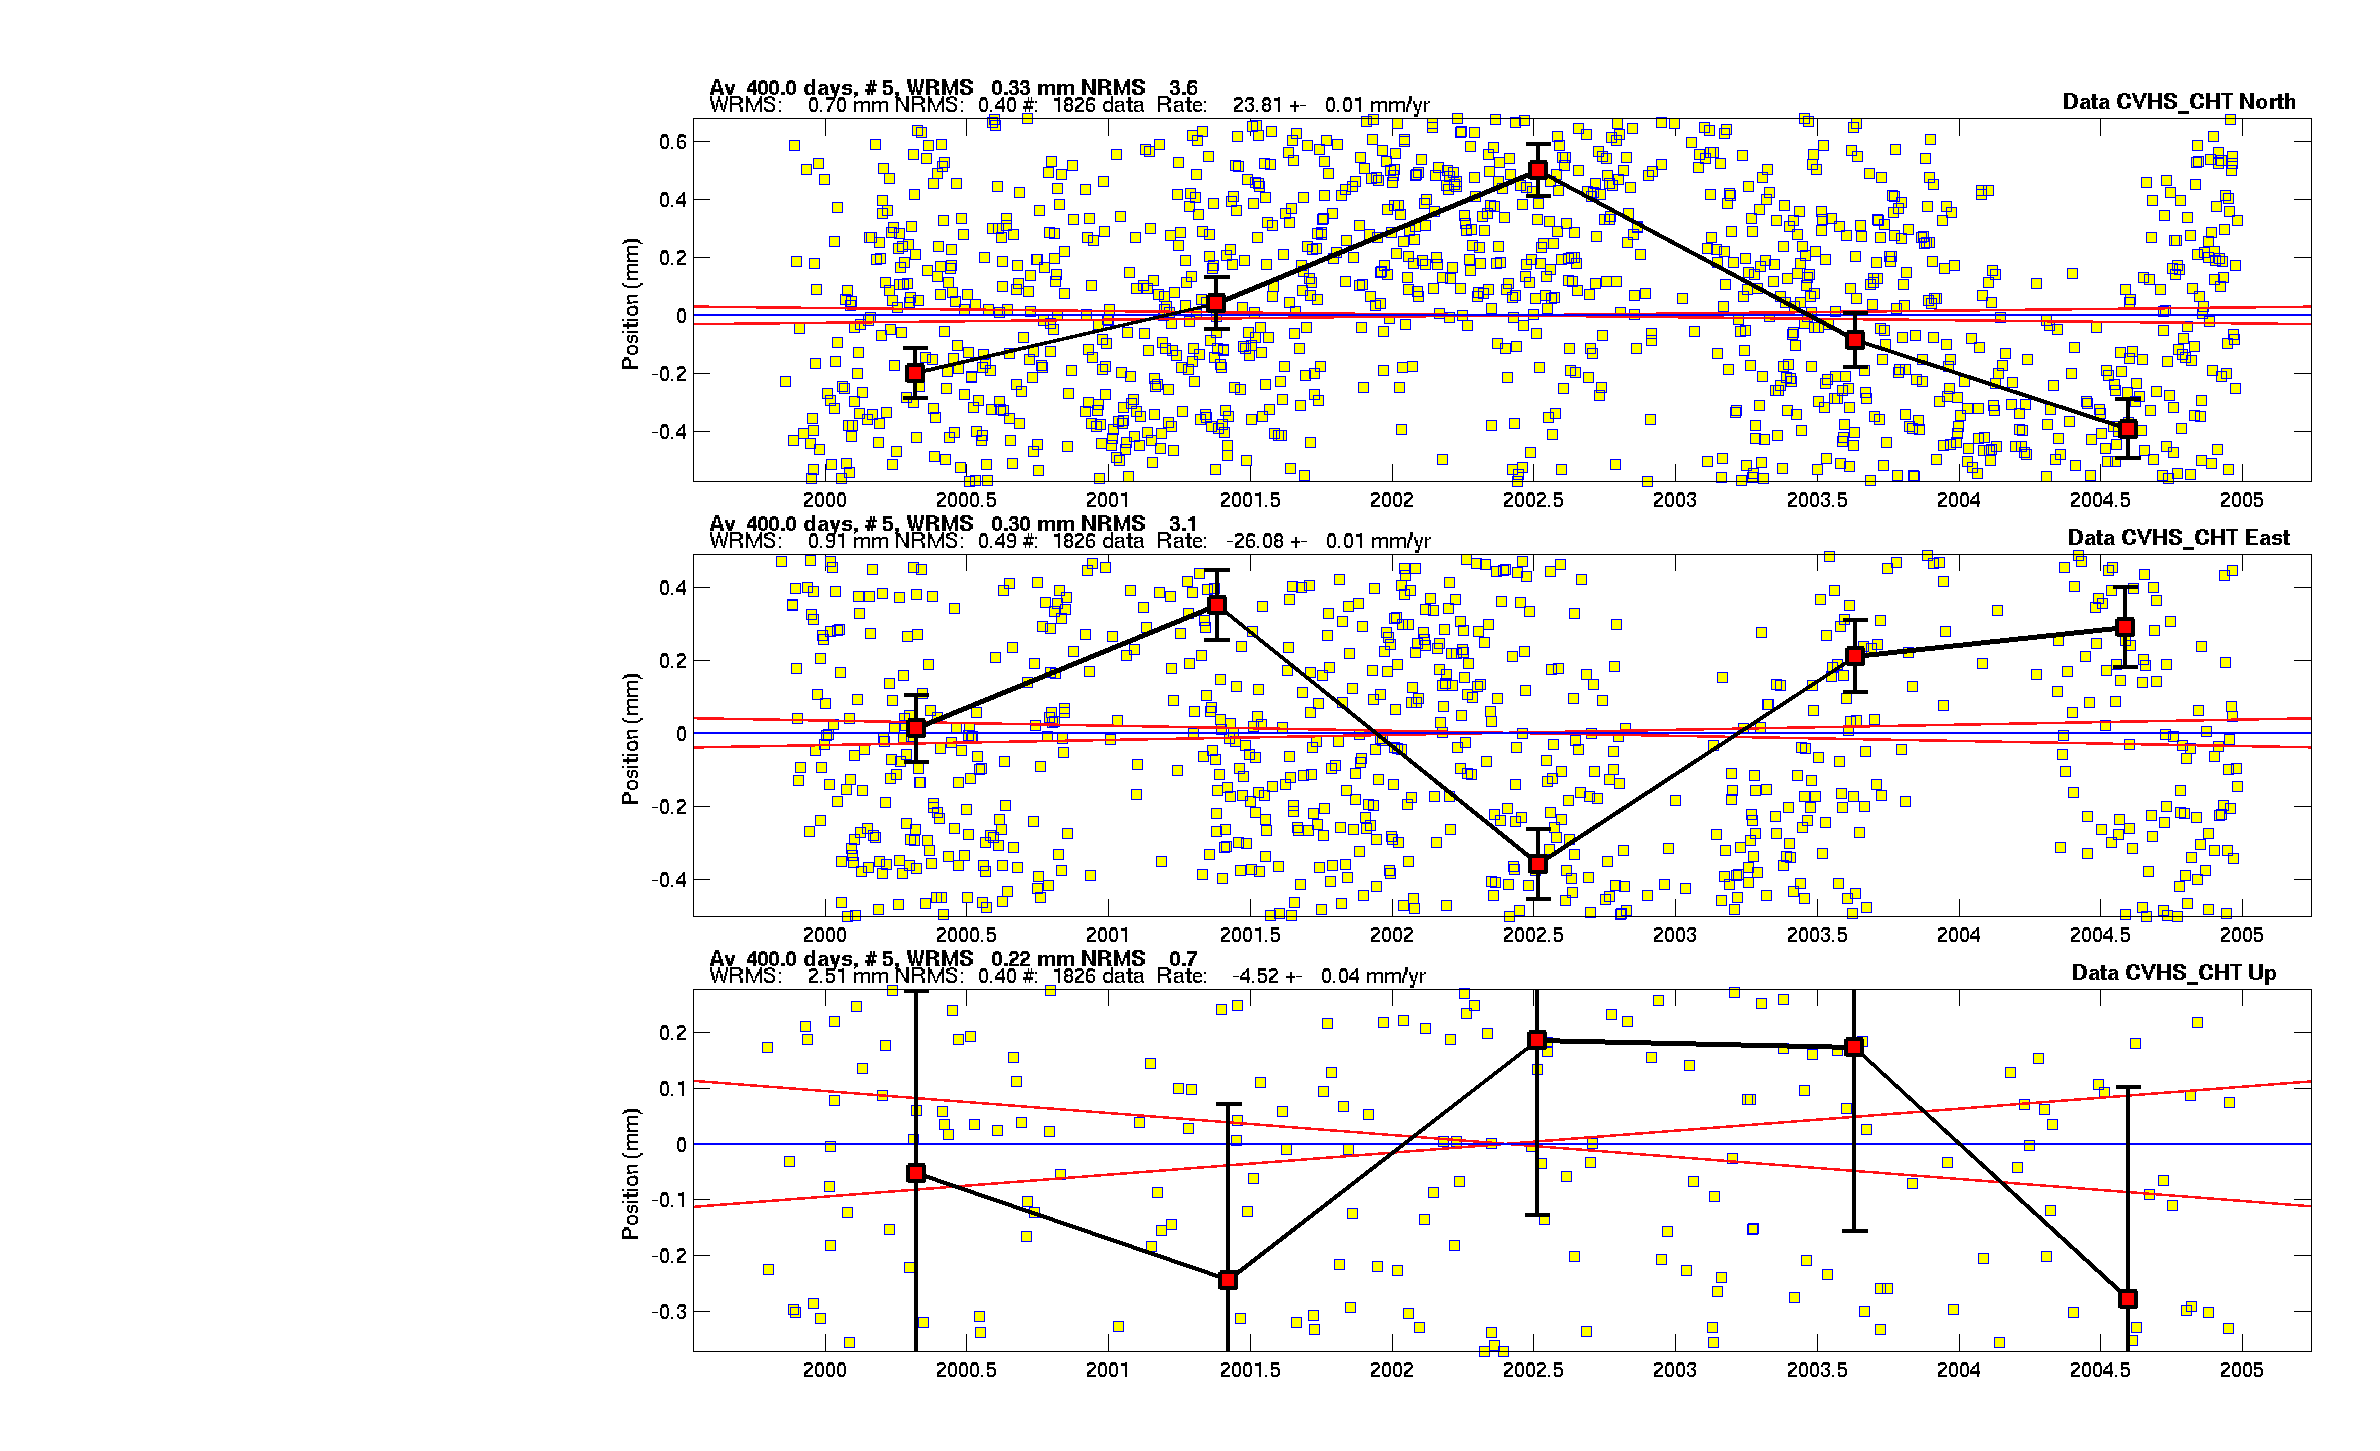 Av 400.0 days, # 5, WRMS 0.33 mm NRMS 3.6
WRMS: 0.70 mm NRMS: 0.40 #: 1826 data Rate: 23.81 +- 0.01 mm/yr
Data CVHS_CHT North
Position (mm)
0.6
0.4
0.2
0
-0.2
-0.4
2000 2000.5 2001 2001.5 2002 2002.5 2003 2003.5 2004 2004.5 2005
Av 400.0 days, # 5, WRMS 0.30 mm NRMS 3.1
WRMS: 0.91 mm NRMS: 0.49 #: 1826 data Rate: -26.08 +- 0.01 mm/yr
Data CVHS_CHT East
Position (mm)
0.4
0.2
0
-0.2
-0.4
2000 2000.5 2001 2001.5 2002 2002.5 2003 2003.5 2004 2004.5 2005
Av 400.0 days, # 5, WRMS 0.22 mm NRMS 0.7
WRMS: 2.51 mm NRMS: 0.40 #: 1826 data Rate: -4.52 +- 0.04 mm/yr
Data CVHS_CHT Up
Position (mm)
0.2
0.1
0
-0.1
-0.2
-0.3
2000 2000.5 2001 2001.5 2002 2002.5 2003 2003.5 2004 2004.5 2005